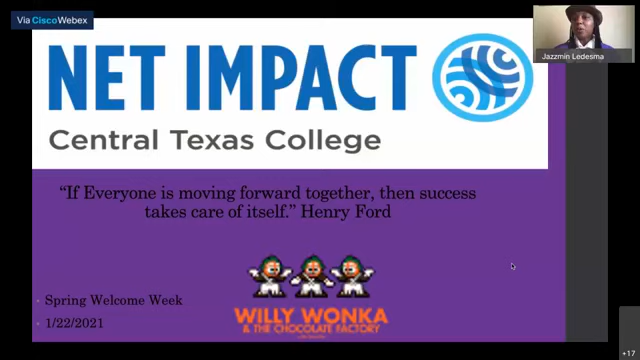 Via Cisco Webex
NET IMPACT
Central Texas College
“If Everyone is moving forward together, then success
takes care of itself.” Henry Ford
Spring Welcome Week
1/22/2021
WILLY WONKA
& THE CHOCOLATE FACTORY
Jazzmin Ledesma
+17